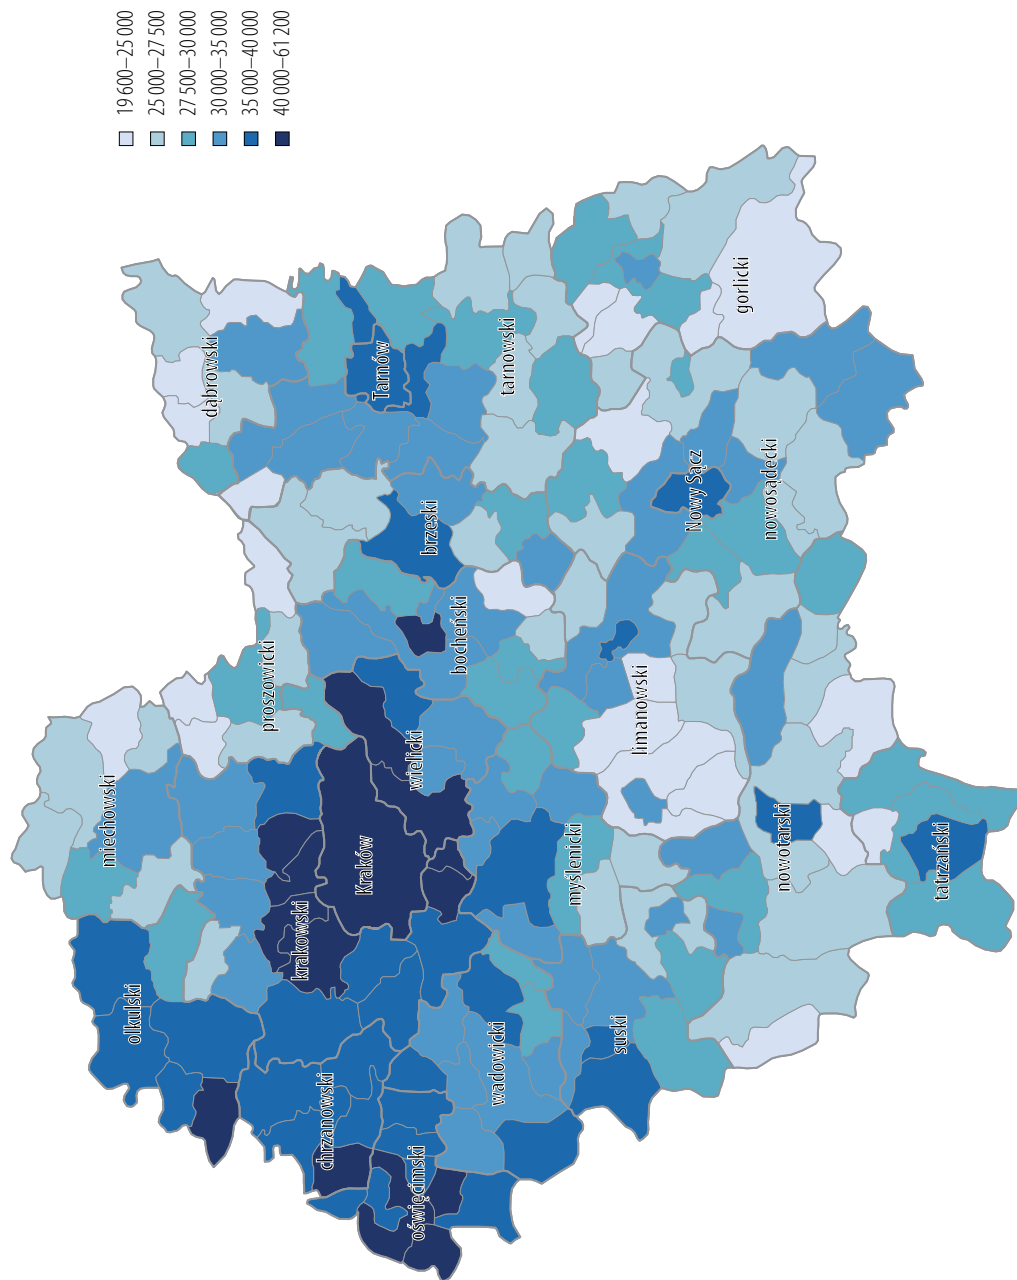 19 600–25 000
25 000–27 500
27 500–30 000
30 000–35 000
35 000–40 000
40 000–61 200
olkulski
miechowski
dąbrowski
chrzanowski
krakowski
proszowicki
Kraków
Tarnów
oświęcimski
wielicki
bocheński
brzeski
wadowicki
tarnowski
myślenicki
suski
limanowski
Nowy Sącz
gorlicki
nowotarski
nowosądecki
tatrzański